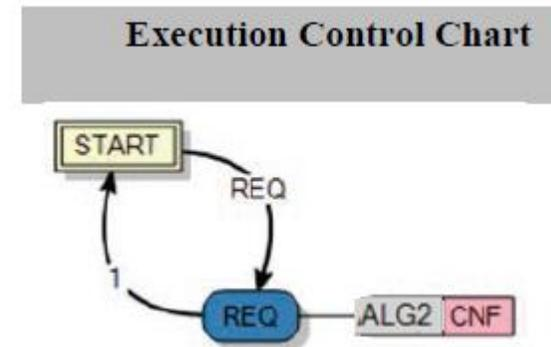 Execution Control Chart
START
REQ
1
REQ
ALG2 CNF